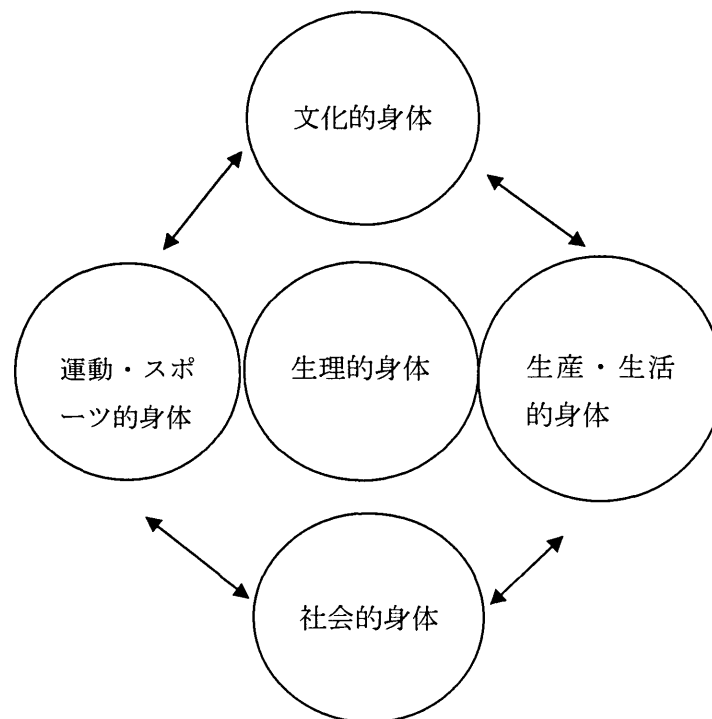 文化的身体
運動・スポ
ーツ的身体
生理的身体
生産・生活
的身体
社会的身体